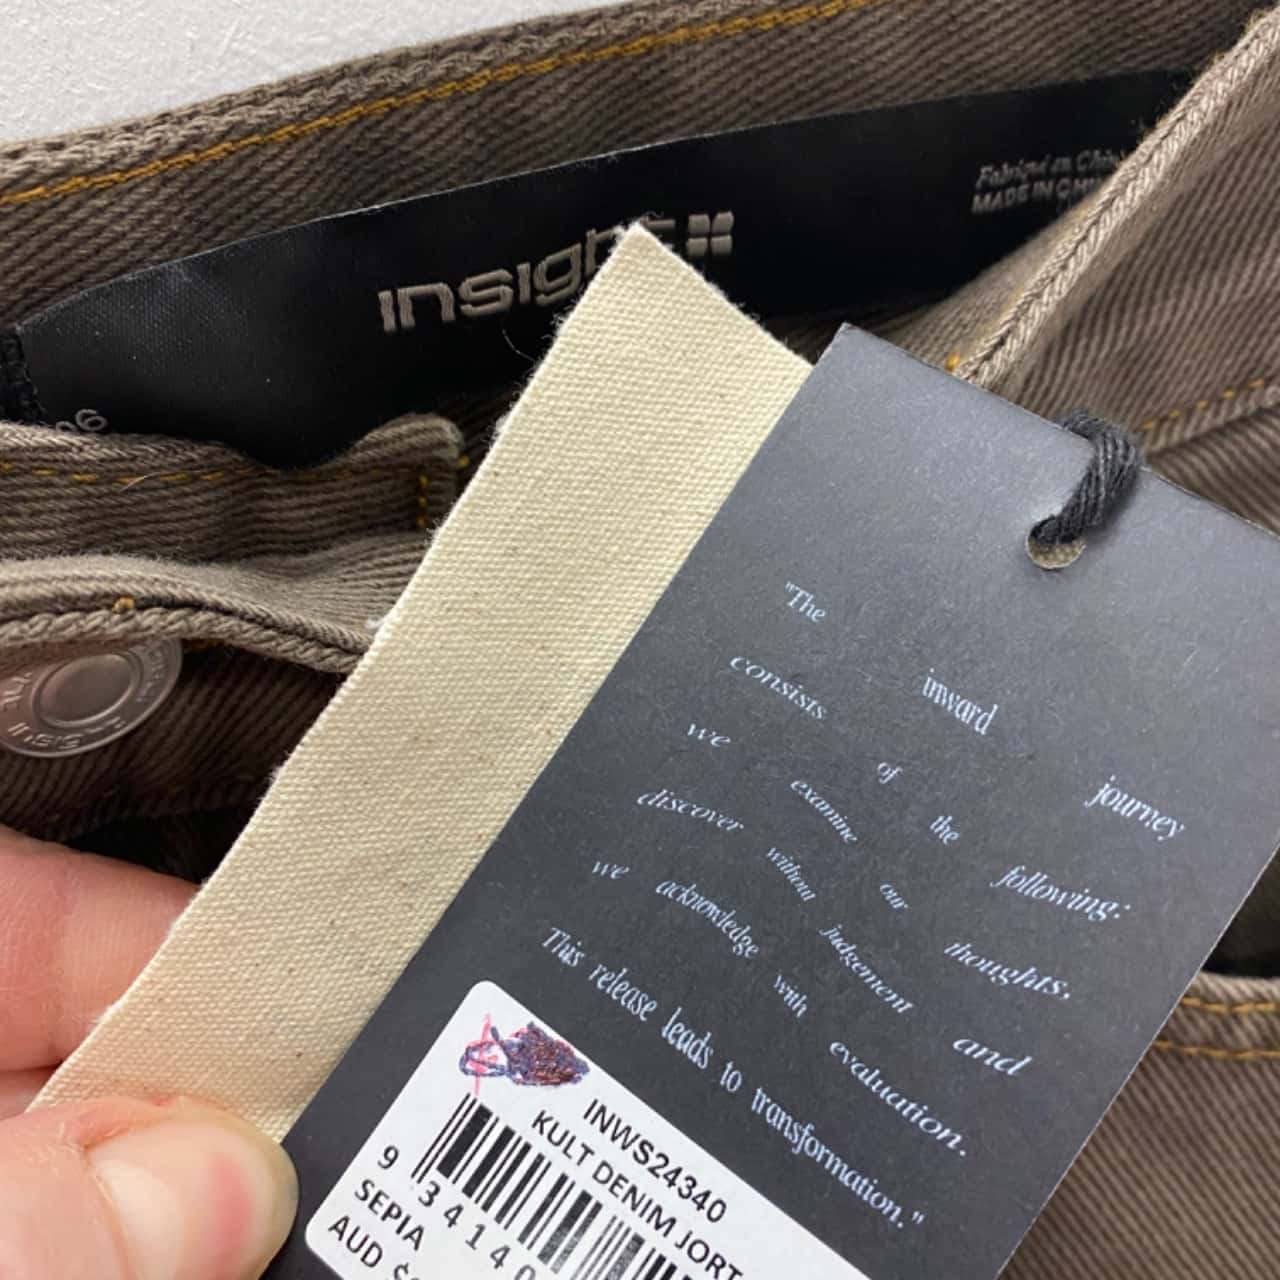 Fabriqué en Chine
MADE IN CHINA
insight
06
"The inward journey
consists of the following:
we examine our thoughts,
discover without judgement and
we acknowledge with evaluation.
This release leads to transformation."
INWS24340
KULT DENIM JORT
9 34140
SEPIA
AUD $